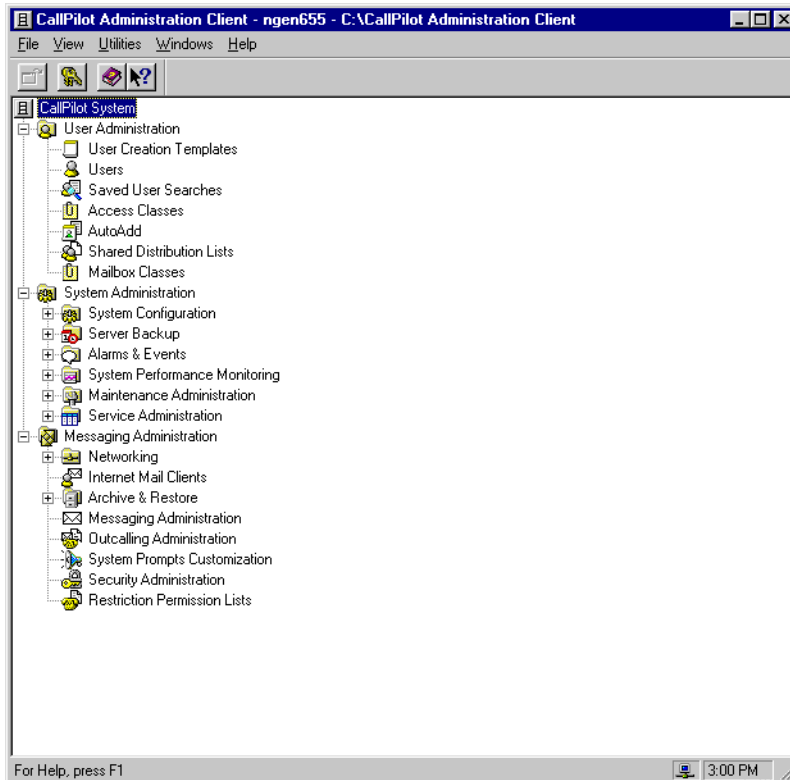 CallPilot Administration Client - ngen655 - C:\CallPilot Administration Client
File View Utilities Windows Help
CallPilot System
User Administration
User Creation Templates
Users
Saved User Searches
Access Classes
AutoAdd
Shared Distribution Lists
Mailbox Classes
System Administration
System Configuration
Server Backup
Alarms & Events
System Performance Monitoring
Maintenance Administration
Service Administration
Messaging Administration
Networking
Internet Mail Clients
Archive & Restore
Messaging Administration
Outcalling Administration
System Prompts Customization
Security Administration
Restriction Permission Lists
For Help, press F1
3:00 PM